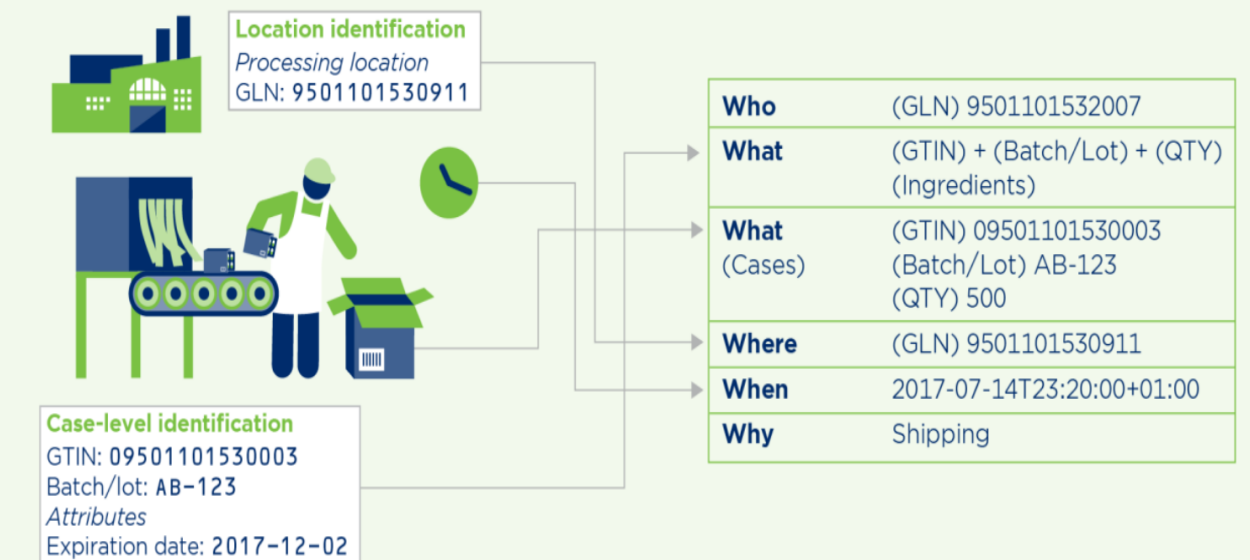 Location identification
Processing location
GLN: 9501101530911
Who (GLN) 9501101532007
What (GTIN) + (Batch/Lot) + (QTY)
(Ingredients)
What (GTIN) 09501101530003
(Cases) (Batch/Lot) AB-123
(QTY) 500
Where (GLN) 9501101530911
When 2017-07-14T23:20:00+01:00
Why Shipping
Case-level identification
GTIN: 09501101530003
Batch/lot: AB-123
Attributes
Expiration date: 2017-12-02